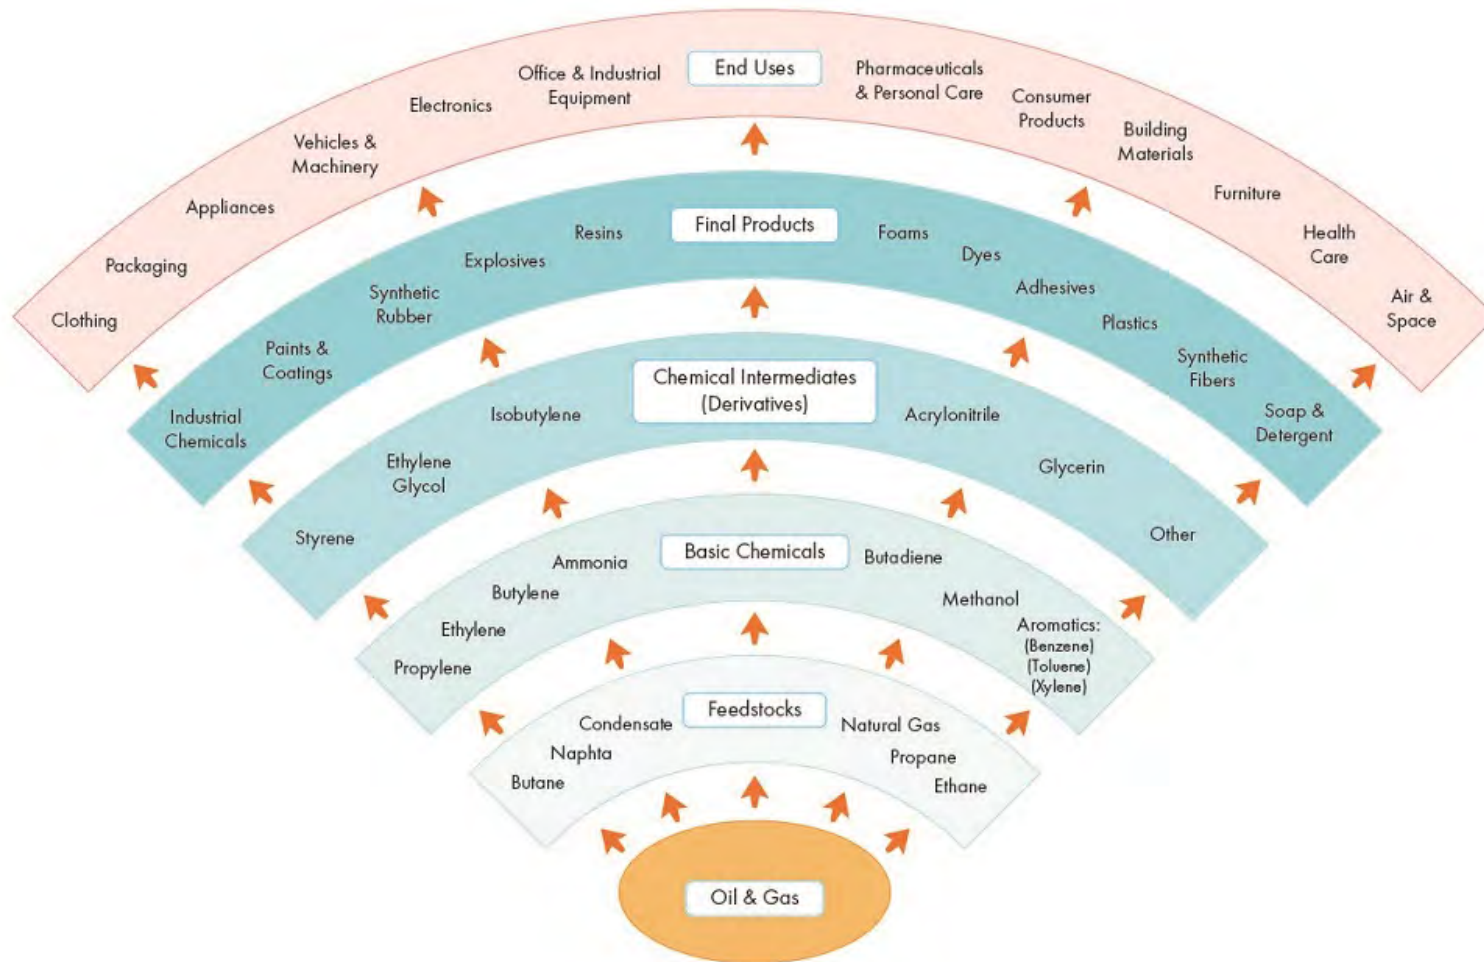 End Uses
Clothing
Packaging
Appliances
Vehicles &
Machinery
Electronics
Office & Industrial
Equipment
Pharmaceuticals
& Personal Care
Consumer
Products
Building
Materials
Furniture
Health
Care
Air &
Space
Final Products
Industrial
Chemicals
Paints &
Coatings
Synthetic
Rubber
Explosives
Resins
Foams
Dyes
Adhesives
Plastics
Synthetic
Fibers
Soap &
Detergent
Chemical Intermediates
(Derivatives)
Styrene
Ethylene
Glycol
Isobutylene
Acrylonitrile
Glycerin
Other
Basic Chemicals
Propylene
Ethylene
Butylene
Ammonia
Butadiene
Methanol
Aromatics:
(Benzene)
(Toluene)
(Xylene)
Feedstocks
Butane
Naphta
Condensate
Natural Gas
Propane
Ethane
Oil & Gas